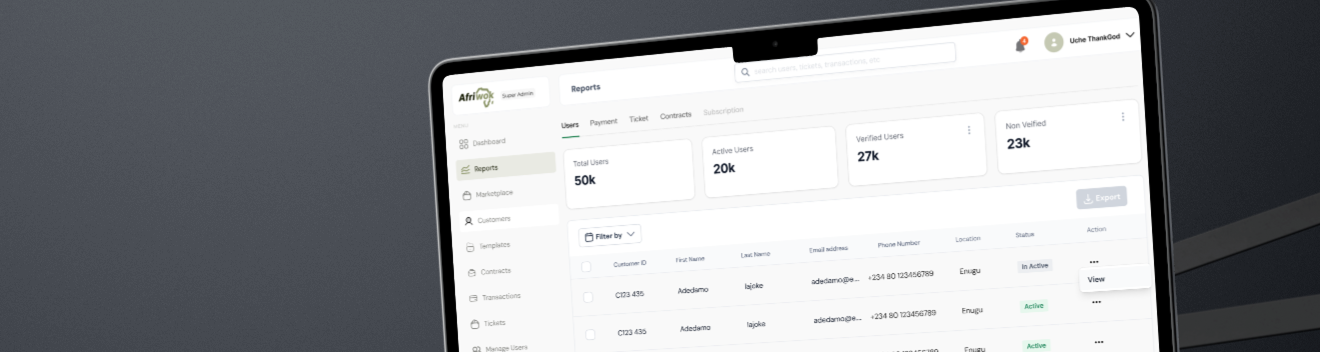 Afriwok
Super Admin
MENU
Dashboard
Reports
Marketplace
Customers
Templates
Contracts
Transactions
Tickets
Manage Users
Reports
Search users, tickets, transactions, etc
4
Uche ThankGod
Users Payment Ticket Contracts Subscription
Total Users
50k
Active Users
20k
Verified Users
27k
Non Veified
23k
Filter by
Export
Customer ID First Name Last Name Email address Phone Number Location Status Action
C123 435 Adedamo Iajoke adedamo@e... +234 80 123456789 Enugu In Active
View
C123 435 Adedamo Iajoke adedamo@e... +234 80 123456789 Enugu Active
Enugu Active